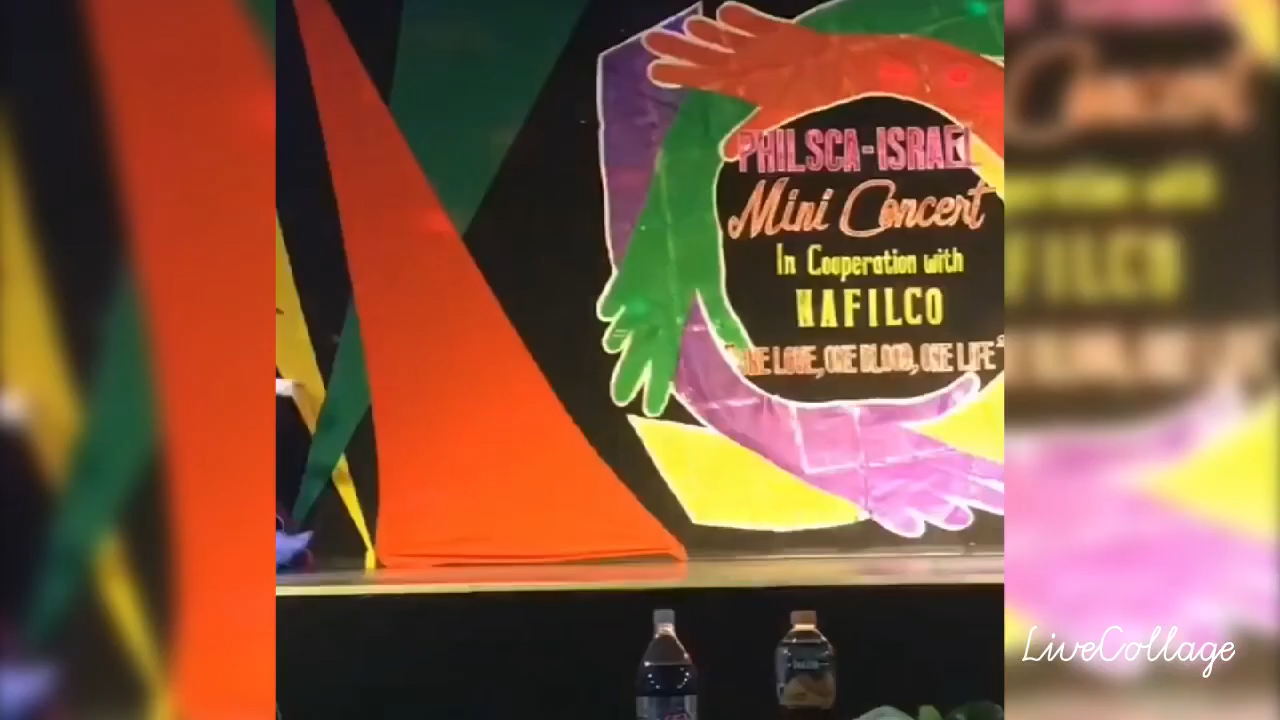 PHILSCA-ISRAEL
Mini Concert
In Cooperation with
NAFILCO
"ONE LOVE, ONE BLOOD, ONE LIFE"
LiveCollage